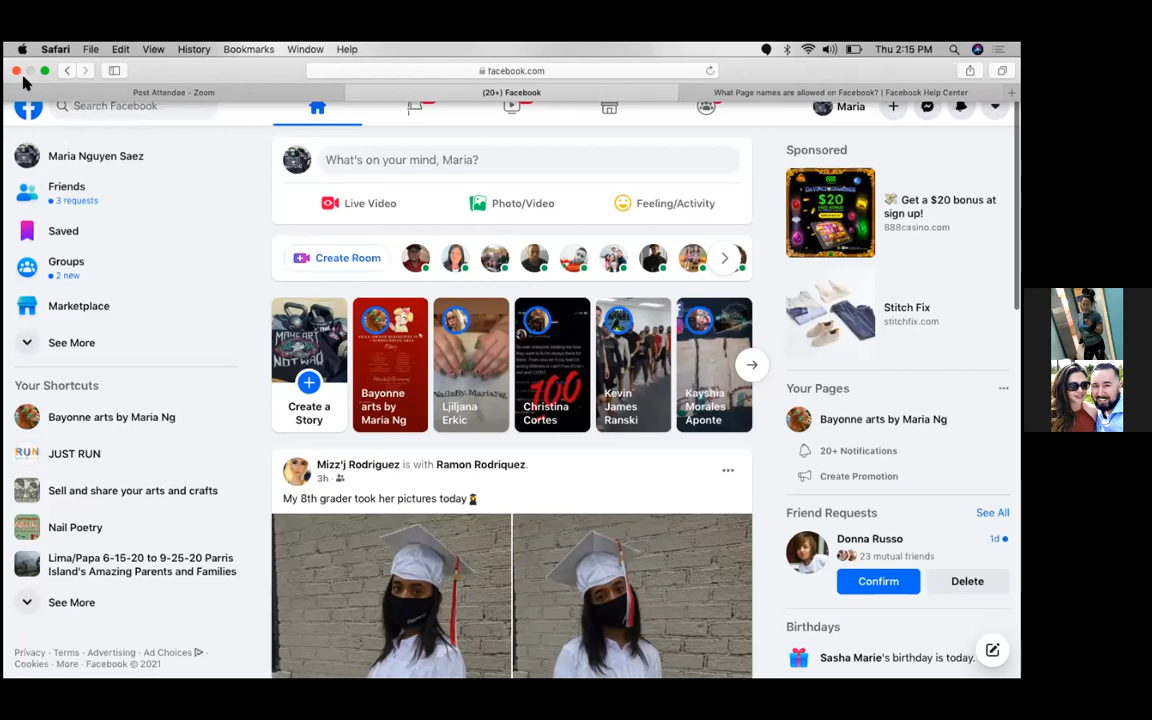 Safari File Edit View History Bookmarks Window Help
Thu 2:15 PM
facebook.com
Post Attendee - Zoom
(20+) Facebook
What Page names are allowed on Facebook? | Facebook Help Center
Search Facebook
Maria
Maria Nguyen Saez
Friends
3 requests
Saved
Groups
2 new
Marketplace
See More
Your Shortcuts
Bayonne arts by Maria Ng
RUN
JUST RUN
Sell and share your arts and crafts
Nail Poetry
Lima/Papa 6-15-20 to 9-25-20 Parris
Island's Amazing Parents and Families
See More
Privacy · Terms · Advertising · Ad Choices
Cookies · More · Facebook © 2021
What's on your mind, Maria?
Live Video
Photo/Video
Feeling/Activity
Create Room
Create a
Story
Bayonne
arts by
Maria Ng
Ljiljana
Erkic
100
Christina
Cortes
Kevin
James
Ranski
Kayshia
Morales
Aponte
Mizz'j Rodriguez is with Ramon Rodriquez.
3h ·
My 8th grader took her pictures today
Sponsored
$20
Get a $20 bonus at
sign up!
888casino.com
Stitch Fix
stitchfix.com
Your Pages
Bayonne arts by Maria Ng
20+ Notifications
Create Promotion
Friend Requests
See All
Donna Russo
1d
23 mutual friends
Confirm
Delete
Birthdays
Sasha Marie's birthday is today.